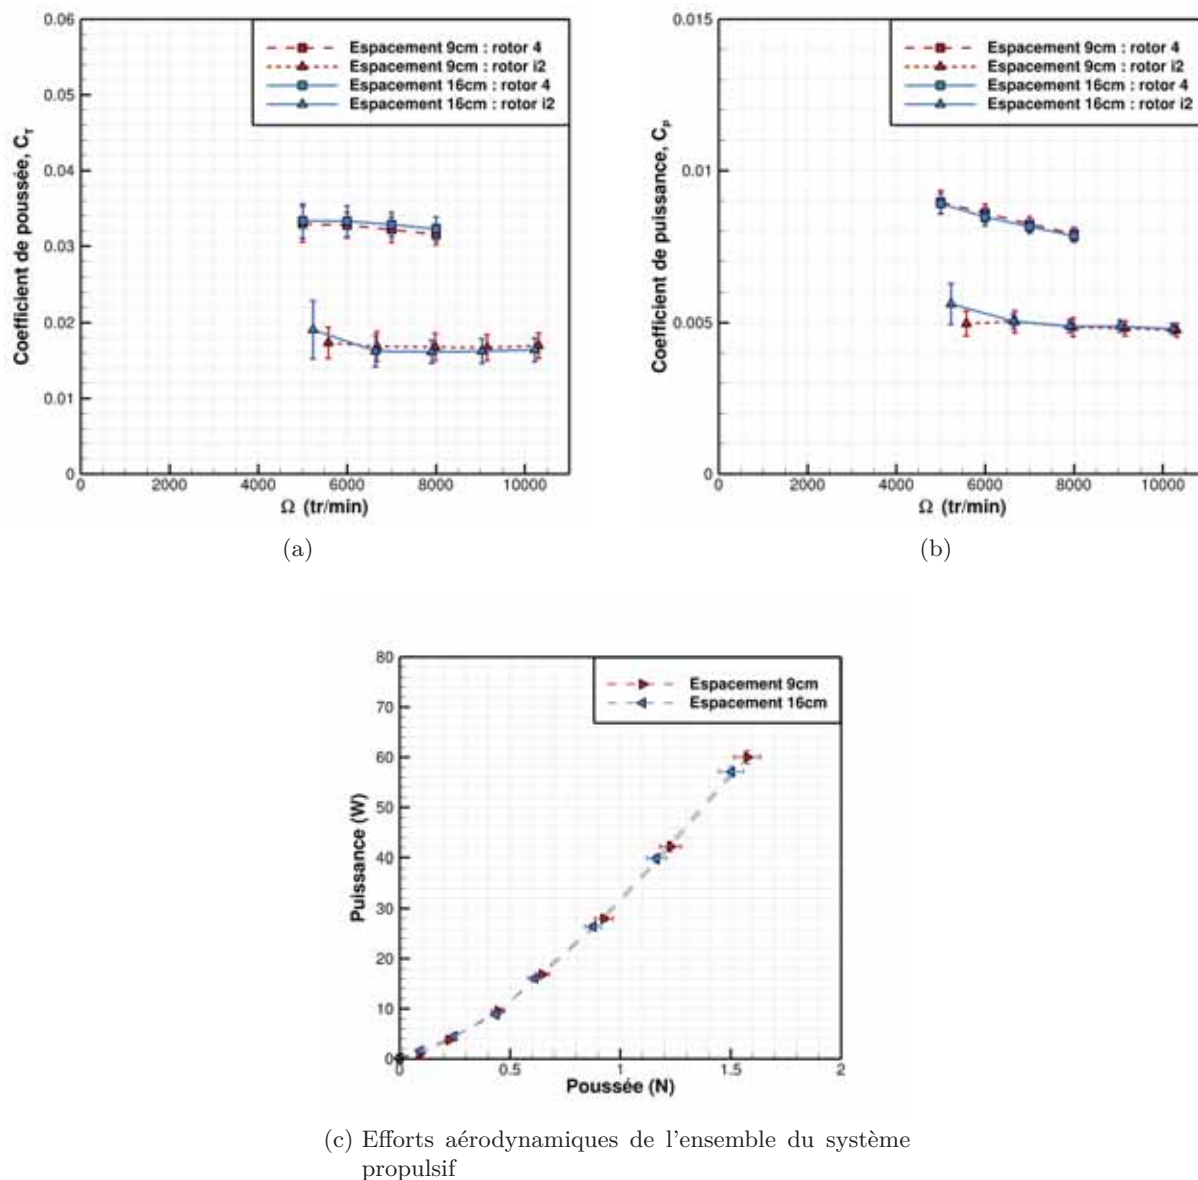 0.06
0.05
0.04
0.03
0.02
0.01
0
Coefficient de poussée, C_T
Espacement 9cm : rotor 4
Espacement 9cm : rotor i2
Espacement 16cm : rotor 4
Espacement 16cm : rotor i2
0 2000 4000 6000 8000 10000
Ω (tr/min)
(a)
0.015
0.01
0.005
0
Coefficient de puissance, C_P
Espacement 9cm : rotor 4
Espacement 9cm : rotor i2
Espacement 16cm : rotor 4
Espacement 16cm : rotor i2
0 2000 4000 6000 8000 10000
Ω (tr/min)
(b)
80
70
60
50
40
30
20
10
0
Puissance (W)
Espacement 9cm
Espacement 16cm
0 0.5 1 1.5 2
Poussée (N)
(c) Efforts aérodynamiques de l'ensemble du système
propulsif